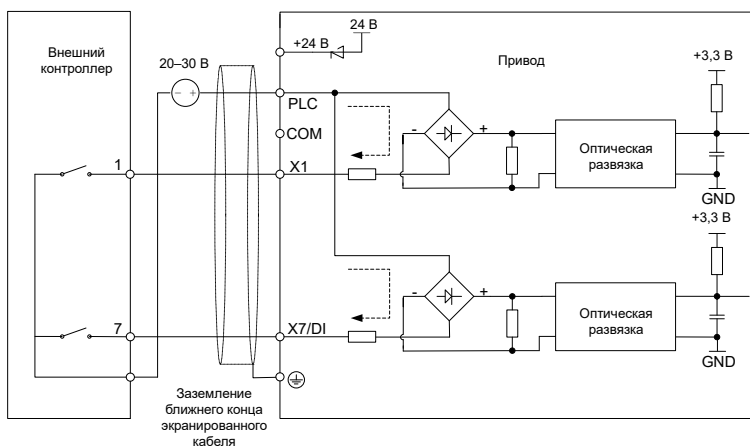 Внешний
контроллер
20–30 В
- +
+24 В
24 В
Привод
+3,3 В
PLC
COM
1
X1
- +
Оптическая
развязка
GND
+3,3 В
7
X7/DI
- +
Оптическая
развязка
GND
Заземление
ближнего конца
экранированного
кабеля